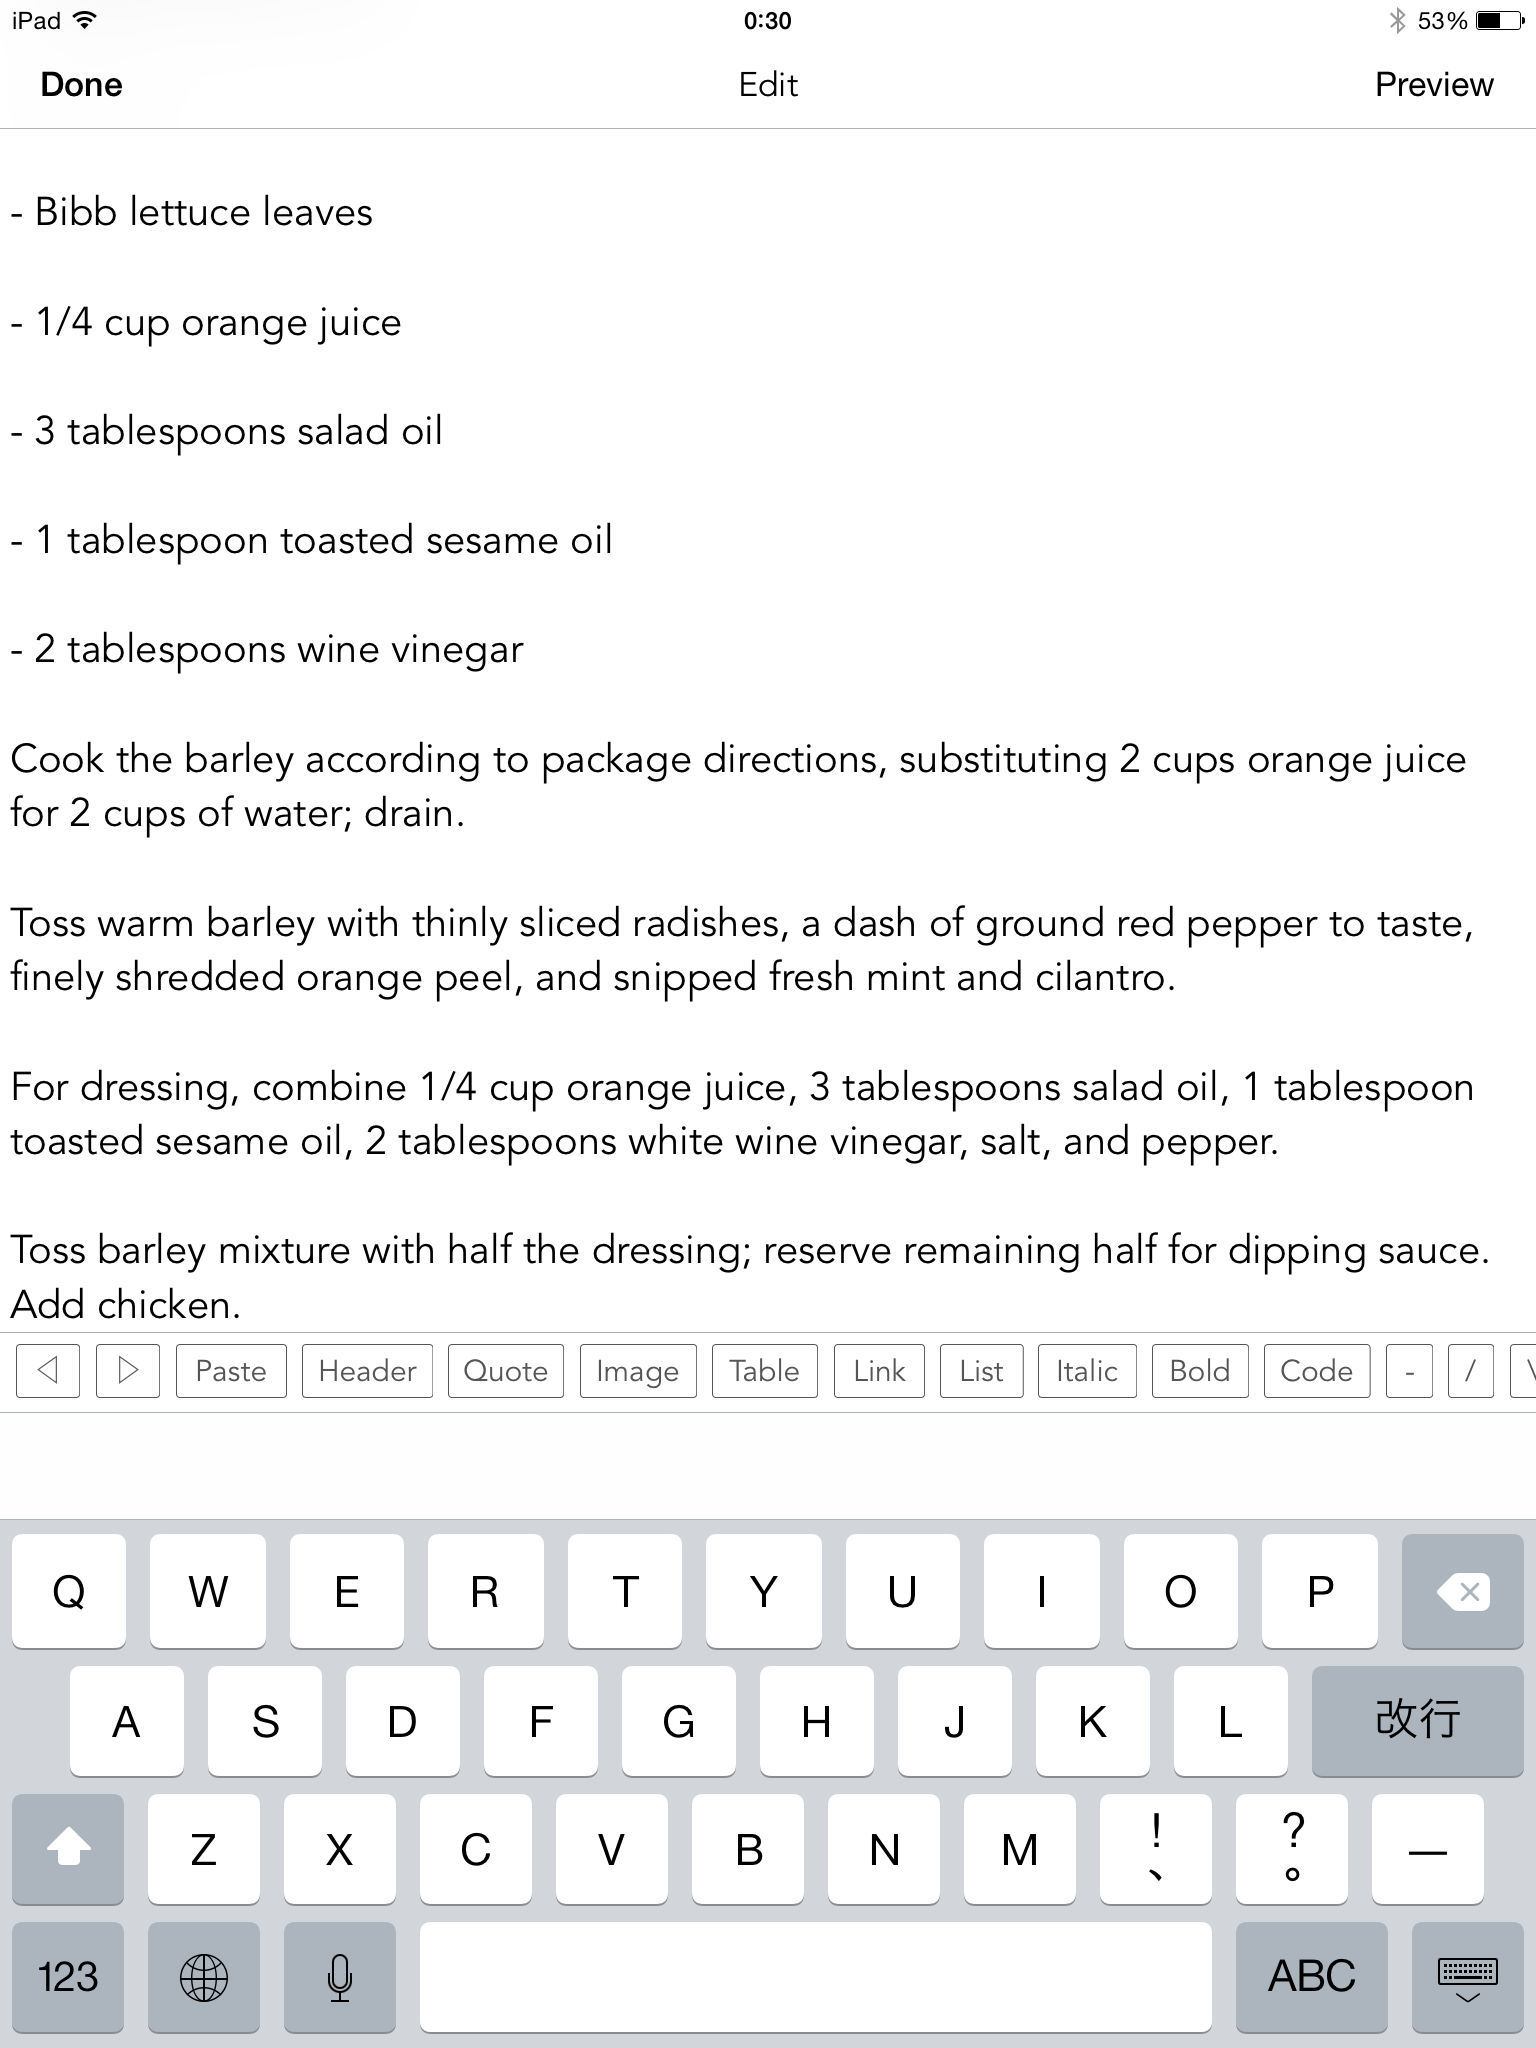 iPad 0:30 53%
Done Edit Preview
- Bibb lettuce leaves
- 1/4 cup orange juice
- 3 tablespoons salad oil
- 1 tablespoon toasted sesame oil
- 2 tablespoons wine vinegar
Cook the barley according to package directions, substituting 2 cups orange juice
for 2 cups of water; drain.
Toss warm barley with thinly sliced radishes, a dash of ground red pepper to taste,
finely shredded orange peel, and snipped fresh mint and cilantro.
For dressing, combine 1/4 cup orange juice, 3 tablespoons salad oil, 1 tablespoon
toasted sesame oil, 2 tablespoons white wine vinegar, salt, and pepper.
Toss barley mixture with half the dressing; reserve remaining half for dipping sauce.
Add chicken.
Paste Header Quote Image Table Link List Italic Bold Code - / \
Q W E R T Y U I O P
A S D F G H J K L 改行
Z X C V B N M ! 、 ? 。 —
123 ABC